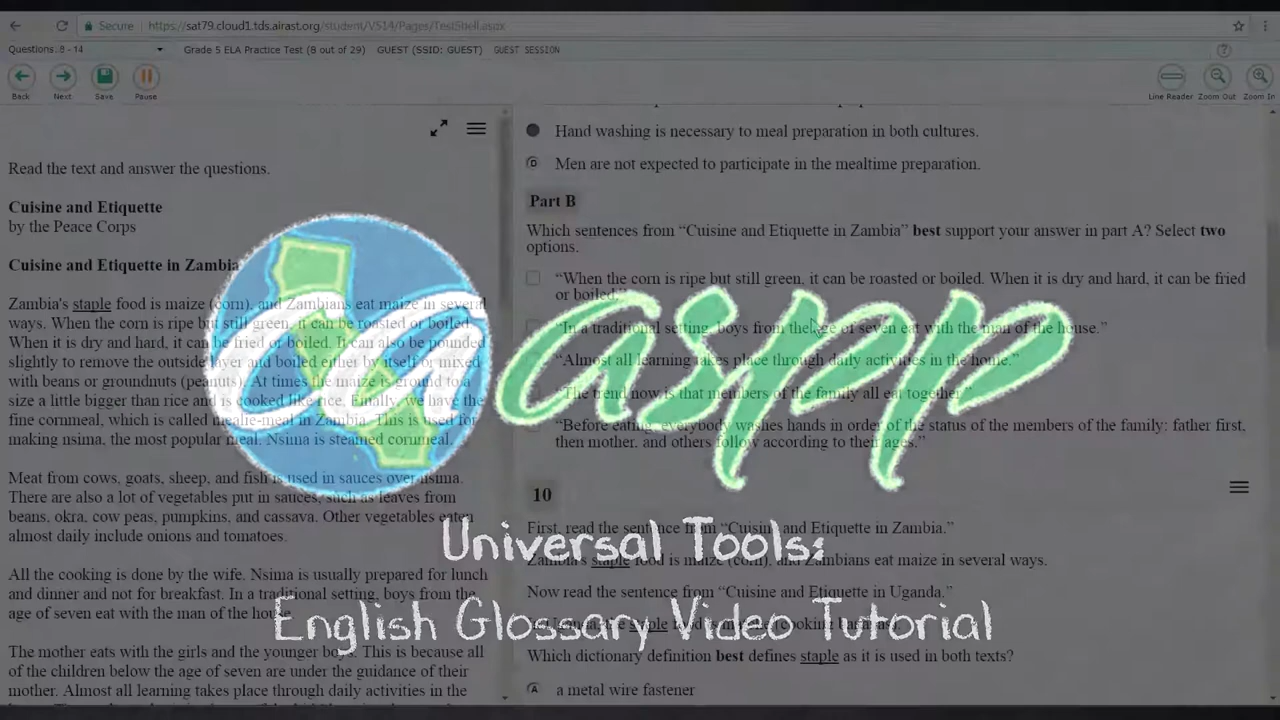 Secure https://sat79.cloud1.tds.airast.org/student/V514/Pages/TestShell.aspx
Questions: 8 - 14 Grade 5 ELA Practice Test (8 out of 29) GUEST (SSID: GUEST) GUEST SESSION
Back Next Save Pause Line Reader Zoom Out Zoom In
Read the text and answer the questions.
Cuisine and Etiquette
by the Peace Corps
Cuisine and Etiquette in Zambia
Zambia's staple food is maize (corn), and Zambians eat maize in several
ways. When the corn is ripe but still green, it can be roasted or boiled.
When it is dry and hard, it can be fried or boiled. It can also be pounded
slightly to remove the outside layer and boiled either by itself or mixed
with beans or groundnuts (peanuts). At times the maize is ground to a
size a little bigger than rice and is cooked like rice. Finally, we have the
fine cornmeal, which is called mealie-meal in Zambia. This is used for
making nsima, the most popular meal. Nsima is steamed cornmeal.
Meat from cows, goats, sheep, and fish is used in sauces over nsima.
There are also a lot of vegetables put in sauces, such as leaves from
beans, okra, cow peas, pumpkins, and cassava. Other vegetables eaten
almost daily include onions and tomatoes.
All the cooking is done by the wife. Nsima is usually prepared for lunch
and dinner and not for breakfast. In a traditional setting, boys from the
age of seven eat with the man of the house.
The mother eats with the girls and the younger boys. This is because all
of the children below the age of seven are under the guidance of their
mother. Almost all learning takes place through daily activities in the
Hand washing is necessary to meal preparation in both cultures.
D Men are not expected to participate in the mealtime preparation.
Part B
Which sentences from “Cuisine and Etiquette in Zambia” best support your answer in part A? Select two
options.
“When the corn is ripe but still green, it can be roasted or boiled. When it is dry and hard, it can be fried
or boiled.”
“In a traditional setting, boys from the age of seven eat with the man of the house.”
“Almost all learning takes place through daily activities in the home.”
“The trend now is that members of the family all eat together.”
“Before eating, everybody washes hands in order of the status of the members of the family: father first,
then mother, and others follow according to their ages.”
10
First, read the sentence from “Cuisine and Etiquette in Zambia.”
Zambia's staple food is maize (corn), and Zambians eat maize in several ways.
Now read the sentence from “Cuisine and Etiquette in Uganda.”
staple food is
Which dictionary definition best defines staple as it is used in both texts?
A a metal wire fastener
ca aspp
Universal Tools:
English Glossary Video Tutorial